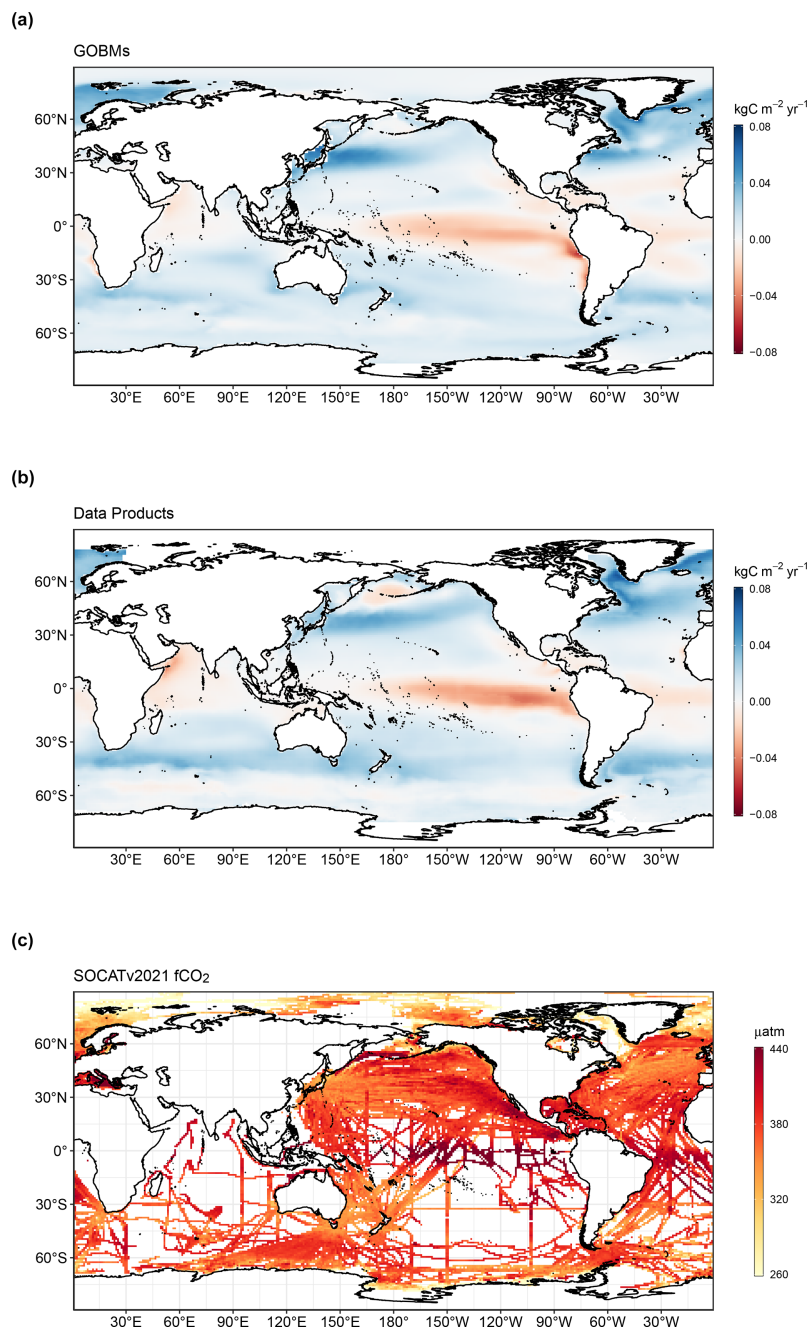 (a)
GOBMs
kgC m⁻² yr⁻¹
0.08
0.04
0.00
−0.04
−0.08
60°N
30°N
0°
30°S
60°S
30°E 60°E 90°E 120°E 150°E 180° 150°W 120°W 90°W 60°W 30°W
(b)
Data Products
kgC m⁻² yr⁻¹
0.08
0.04
0.00
−0.04
−0.08
60°N
30°N
0°
30°S
60°S
30°E 60°E 90°E 120°E 150°E 180° 150°W 120°W 90°W 60°W 30°W
(c)
SOCATv2021 fCO₂
µatm
440
380
320
260
60°N
30°N
0°
30°S
60°S
30°E 60°E 90°E 120°E 150°E 180° 150°W 120°W 90°W 60°W 30°W